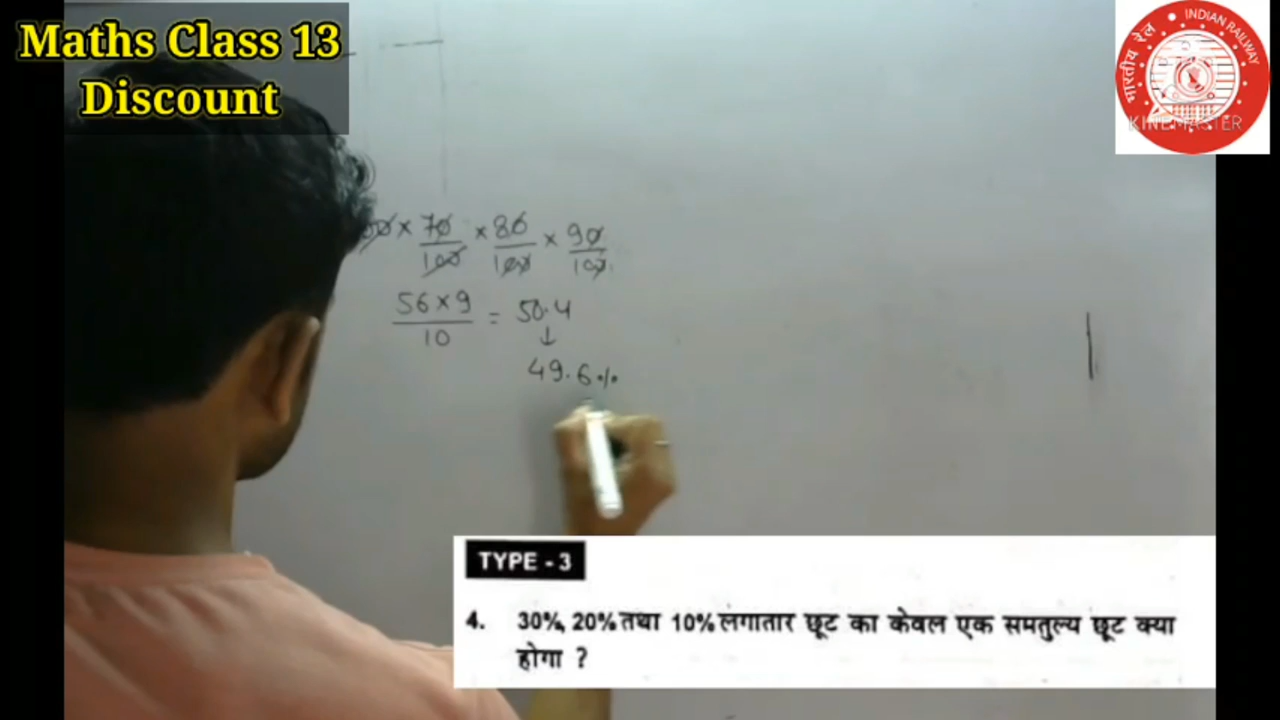 Maths Class 13
Discount
भारतीय रेल
INDIAN RAILWAY
KINEMASTER
× 70/100 × 80/100 × 90/100
56×9/10 = 50.4
↓
49.6%
TYPE - 3
4. 30%, 20% तथा 10% लगातार छूट का केवल एक समतुल्य छूट क्या
होगा ?